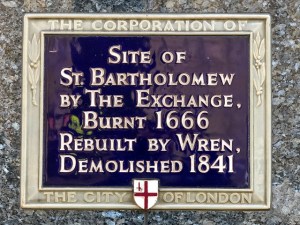 THE CORPORATION OF
SITE OF
ST. BARTHOLOMEW
BY THE EXCHANGE,
BURNT 1666
REBUILT BY WREN,
DEMOLISHED 1841
THE CITY OF LONDON